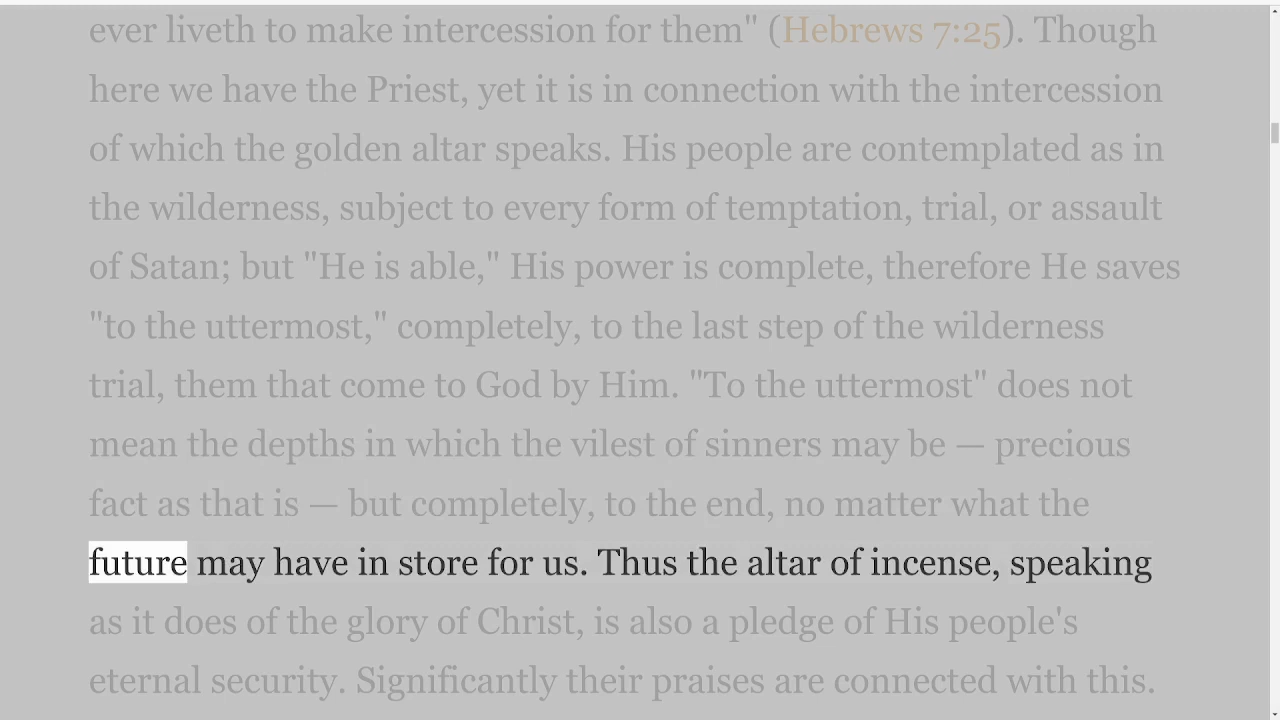 ever liveth to make intercession for them" (Hebrews 7:25). Though
here we have the Priest, yet it is in connection with the intercession
of which the golden altar speaks. His people are contemplated as in
the wilderness, subject to every form of temptation, trial, or assault
of Satan; but "He is able," His power is complete, therefore He saves
"to the uttermost," completely, to the last step of the wilderness
trial, them that come to God by Him. "To the uttermost" does not
mean the depths in which the vilest of sinners may be — precious
fact as that is — but completely, to the end, no matter what the
future may have in store for us. Thus the altar of incense, speaking
as it does of the glory of Christ, is also a pledge of His people's
eternal security. Significantly their praises are connected with this.